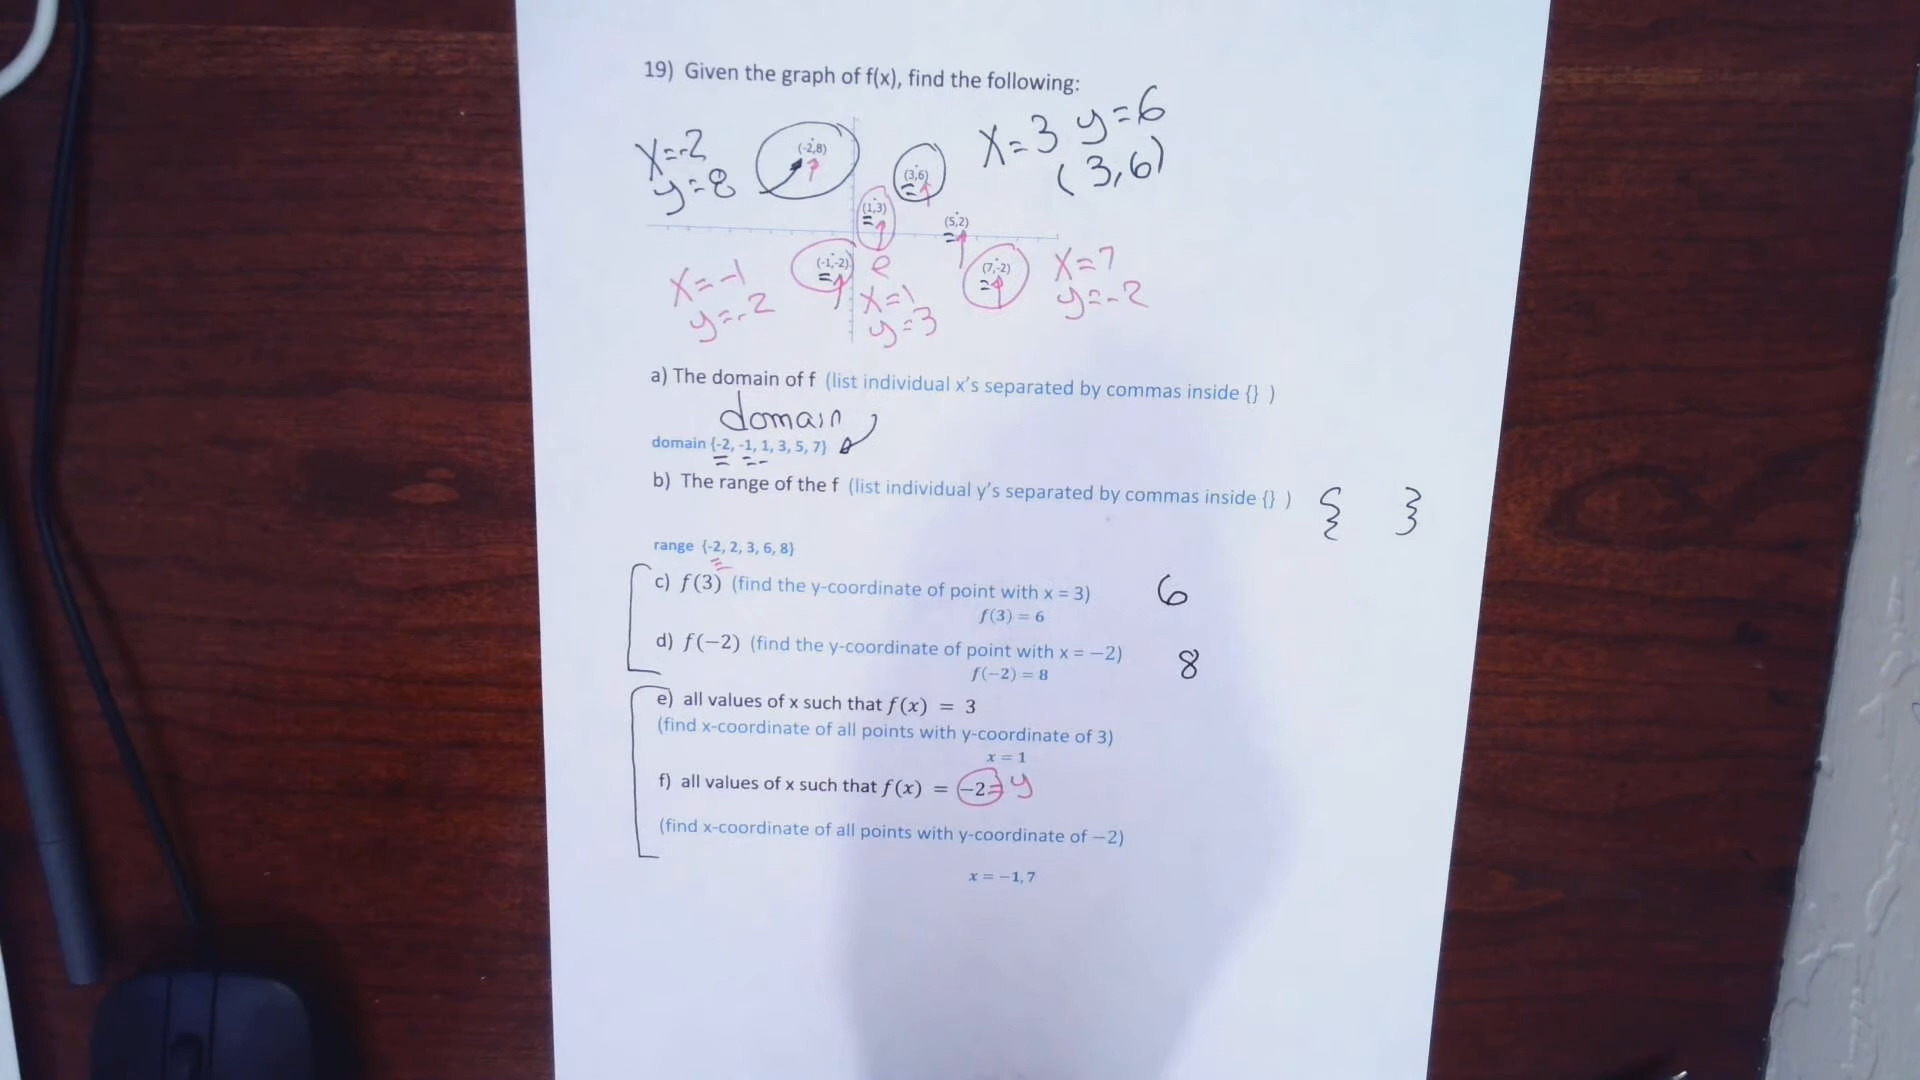 19) Given the graph of f(x), find the following:
x=-2
y=8
(-2,8)
(3,6)
x=3 y=6
(3,6)
(1,3)
(5,2)
(-1,-2)
(7,-2)
x=-1
y=-2
e
x=1
y=3
x=7
y=-2
a) The domain of f (list individual x's separated by commas inside {} )
domain
domain {-2, -1, 1, 3, 5, 7}
b) The range of the f (list individual y's separated by commas inside {} ) { }
range {-2, 2, 3, 6, 8}
c) f(3) (find the y-coordinate of point with x = 3) 6
f(3) = 6
d) f(−2) (find the y-coordinate of point with x = −2) 8
f(−2) = 8
e) all values of x such that f(x) = 3
(find x-coordinate of all points with y-coordinate of 3)
x = 1
f) all values of x such that f(x) = −2 = y
(find x-coordinate of all points with y-coordinate of −2)
x = −1, 7